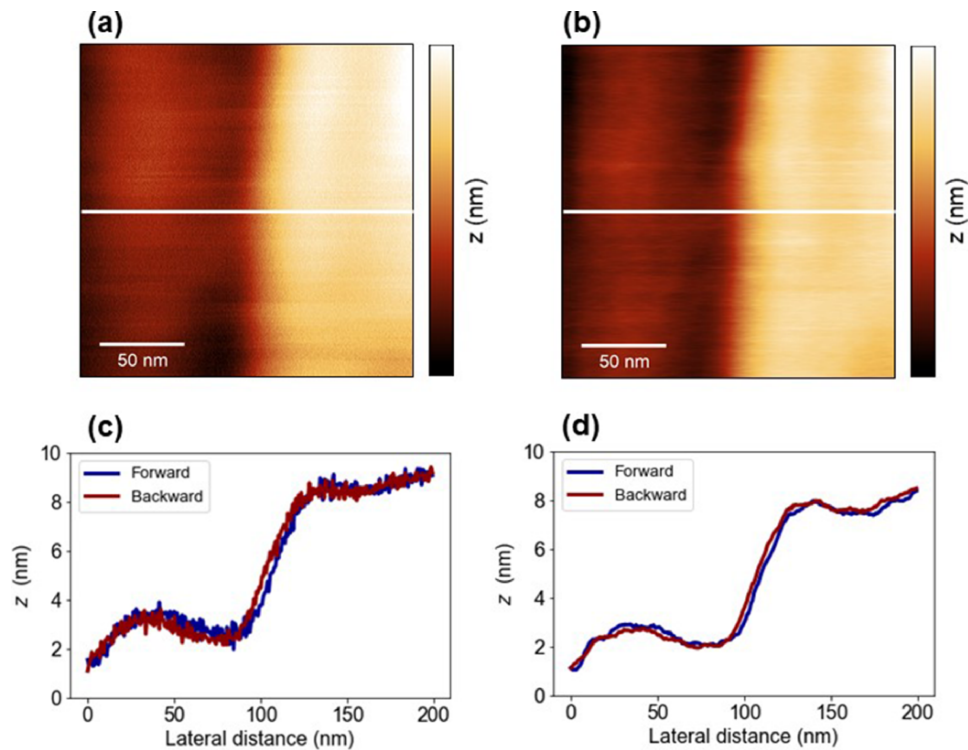 (a)
(b)
z (nm)
z (nm)
50 nm
50 nm
(c)
(d)
10
8
6
4
2
0
z (nm)
Forward
Backward
0
50
100
150
200
Lateral distance (nm)
10
8
6
4
2
0
z (nm)
Forward
Backward
0
50
100
150
200
Lateral distance (nm)